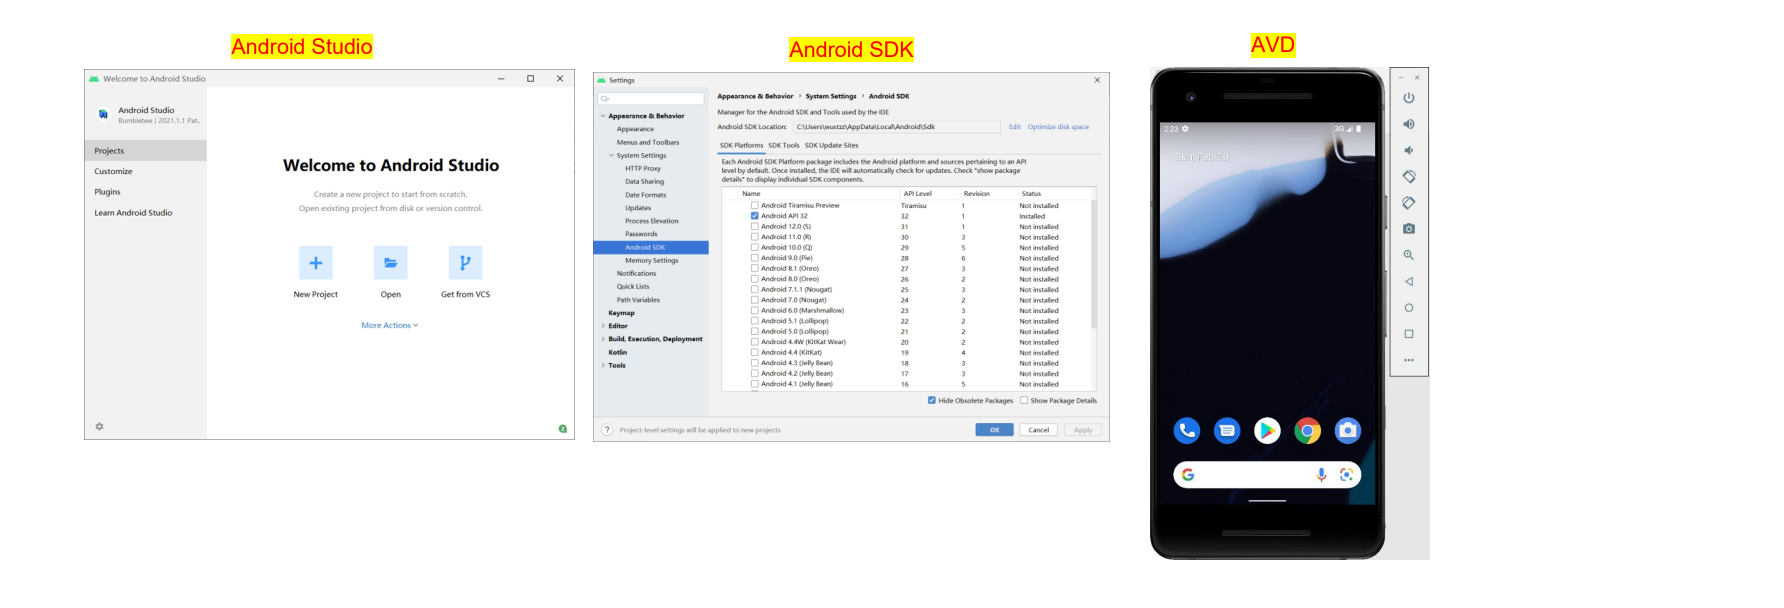 Android Studio
Welcome to Android Studio
Android Studio
Bumblebee | 2021.1.1 Pat..
Projects
Customize
Plugins
Learn Android Studio
Welcome to Android Studio
Create a new project to start from scratch.
Open existing project from disk or version control.
New Project Open Get from VCS
More Actions
Android SDK
Settings
Appearance & Behavior
Appearance
Menus and Toolbars
System Settings
HTTP Proxy
Data Sharing
Date Formats
Updates
Process Elevation
Passwords
Android SDK
Memory Settings
Notifications
Quick Lists
Path Variables
Keymap
Editor
Build, Execution, Deployment
Kotlin
Tools
Appearance & Behavior › System Settings › Android SDK
Manager for the Android SDK and Tools used by the IDE
Android SDK Location: C:\Users\wustzz\AppData\Local\Android\Sdk Edit Optimize disk space
SDK Platforms SDK Tools SDK Update Sites
Each Android SDK Platform package includes the Android platform and sources pertaining to an API
level by default. Once installed, the IDE will automatically check for updates. Check "show package
details" to display individual SDK components.
Name API Level Revision Status
Android Tiramisu Preview Tiramisu 1 Not installed
Android API 32 32 1 Installed
Android 12.0 (S) 31 1 Not installed
Android 11.0 (R) 30 3 Not installed
Android 10.0 (Q) 29 5 Not installed
Android 9.0 (Pie) 28 6 Not installed
Android 8.1 (Oreo) 27 3 Not installed
Android 8.0 (Oreo) 26 2 Not installed
Android 7.1.1 (Nougat) 25 3 Not installed
Android 7.0 (Nougat) 24 2 Not installed
Android 6.0 (Marshmallow) 23 3 Not installed
Android 5.1 (Lollipop) 22 2 Not installed
Android 5.0 (Lollipop) 21 2 Not installed
Android 4.4W (KitKat Wear) 20 2 Not installed
Android 4.4 (KitKat) 19 4 Not installed
Android 4.3 (Jelly Bean) 18 3 Not installed
Android 4.2 (Jelly Bean) 17 3 Not installed
Android 4.1 (Jelly Bean) 16 5 Not installed
Hide Obsolete Packages Show Package Details
? Project-level settings will be applied to new projects
OK Cancel Apply
AVD
2:23 3G
Sun, Feb 20